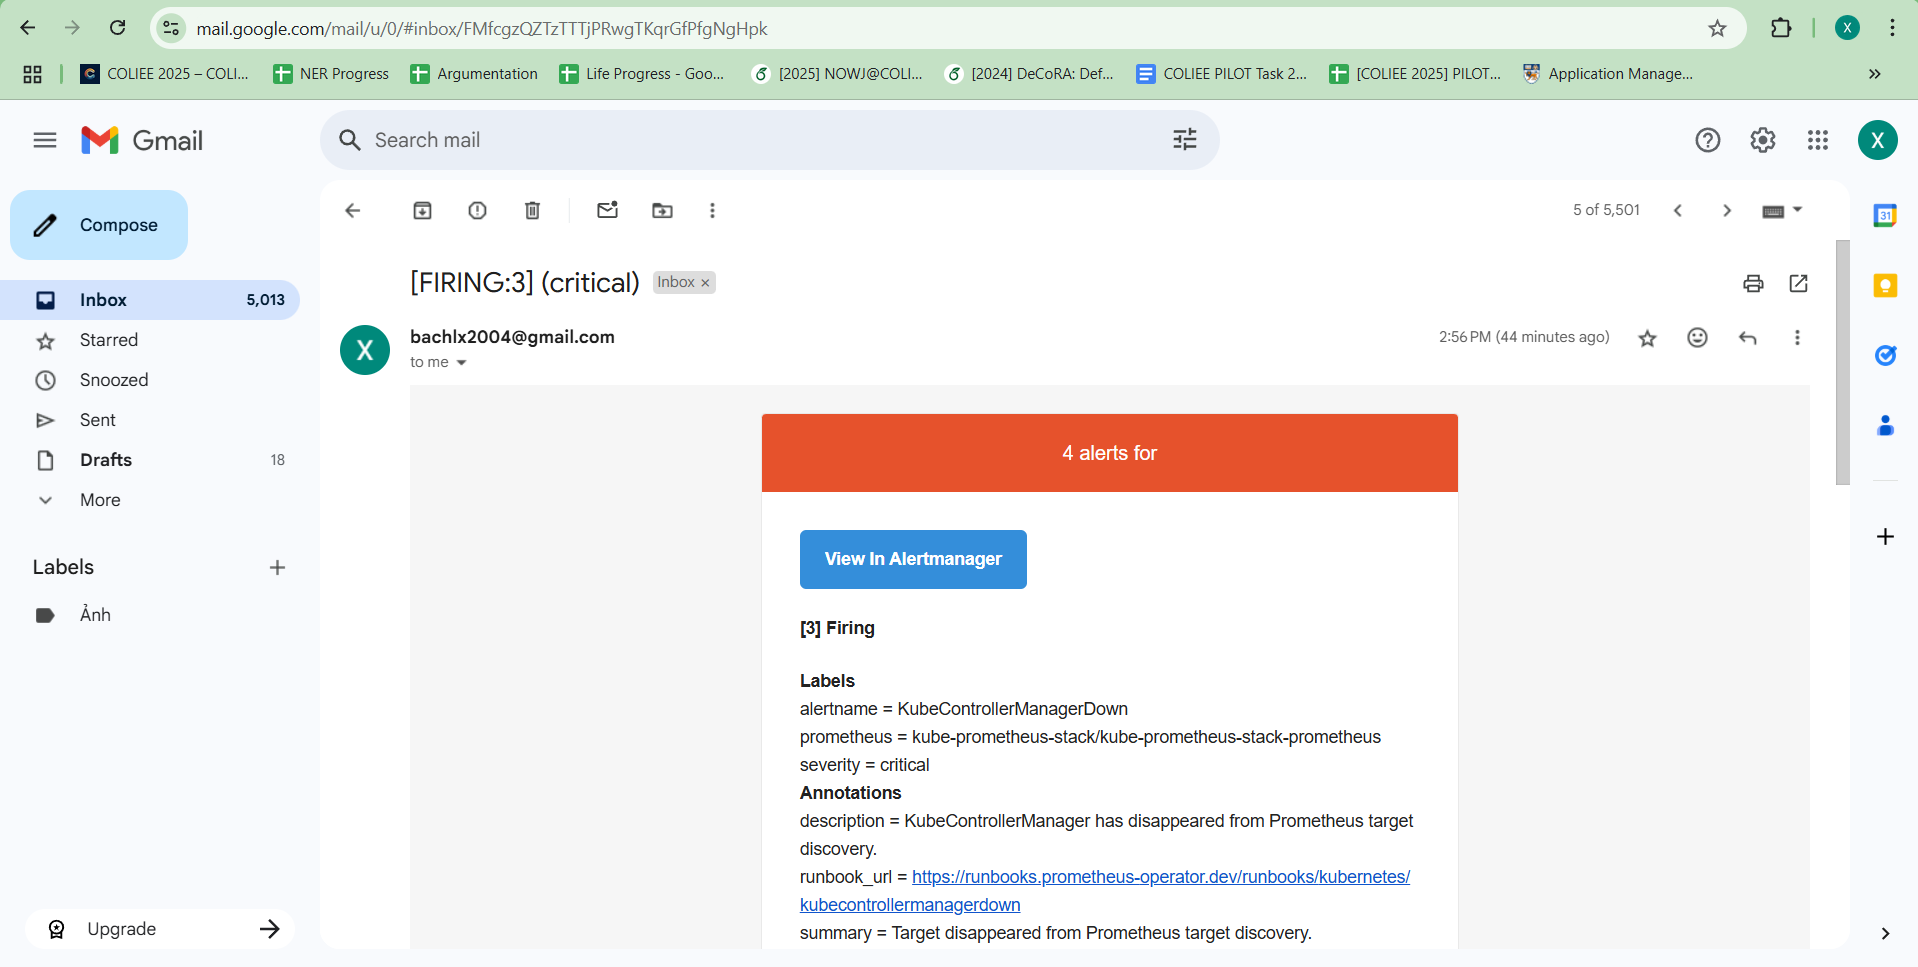 mail.google.com/mail/u/0/#inbox/FMfcgzQZTzTTTjPRwgTKqrGfPfgNgHpk
X
COLIEE 2025 – COLI...
NER Progress
Argumentation
Life Progress - Goo...
[2025] NOWJ@COLI...
[2024] DeCoRA: Def...
COLIEE PILOT Task 2...
[COLIEE 2025] PILOT...
Application Manage...
»
Gmail
Search mail
X
Compose
5 of 5,501
Inbox 5,013
Starred
Snoozed
Sent
Drafts 18
More
Labels
Ảnh
Upgrade
[FIRING:3] (critical) Inbox ×
X
bachlx2004@gmail.com
2:56 PM (44 minutes ago)
to me
4 alerts for
View In Alertmanager
[3] Firing
Labels
alertname = KubeControllerManagerDown
prometheus = kube-prometheus-stack/kube-prometheus-stack-prometheus
severity = critical
Annotations
description = KubeControllerManager has disappeared from Prometheus target
discovery.
runbook_url = https://runbooks.prometheus-operator.dev/runbooks/kubernetes/
kubecontrollermanagerdown
summary = Target disappeared from Prometheus target discovery.
31